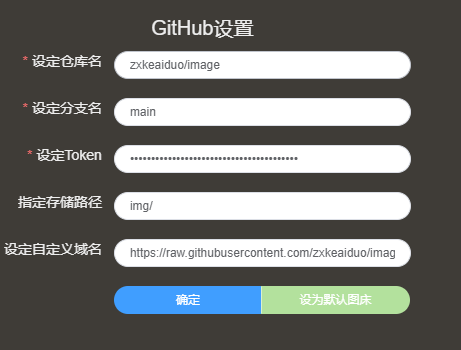 GitHub设置
* 设定仓库名 zxkeaiduo/image
* 设定分支名 main
* 设定Token ••••••••••••••••••••••••••••••••••••••••
指定存储路径 img/
设定自定义域名 https://raw.githubusercontent.com/zxkeaiduo/imag
确定 设为默认图床